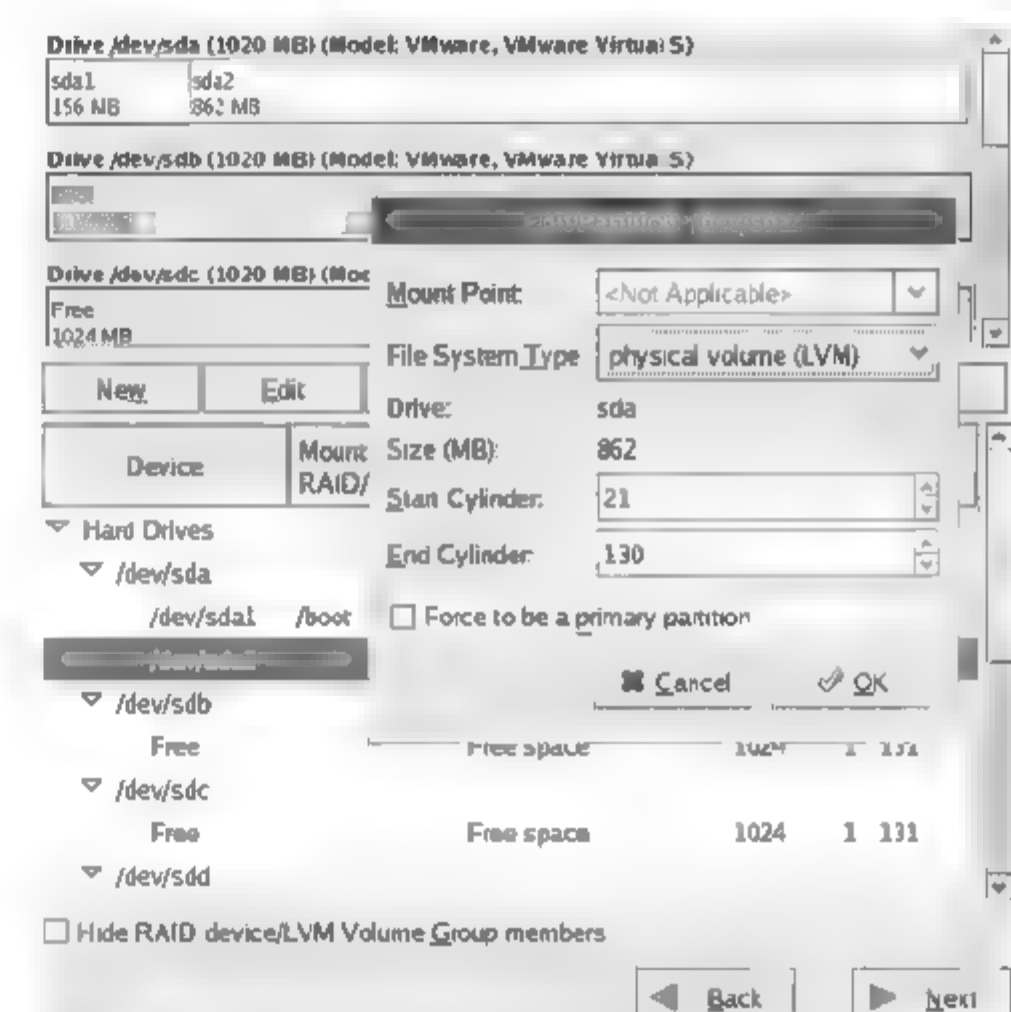 Drive /dev/sda (1020 MB) (Model: VMware, VMware Virtual S)
sda1 sda2
156 MB 862 MB
Drive /dev/sdb (1020 MB) (Model: VMware, VMware Virtual S)
Drive /dev/sdc (1020 MB) (Mod
Free
1024 MB
Mount Point: <Not Applicable>
File System Type physical volume (LVM)
New Edit
Drive: sda
Size (MB): 862
Device Mount
RAID/
Start Cylinder: 21
End Cylinder: 130
Force to be a primary partition
Cancel OK
Hard Drives
/dev/sda
/dev/sda1 /boot
/dev/sdb
Free Free space 1024 1 131
/dev/sdc
Free Free space 1024 1 131
/dev/sdd
Hide RAID device/LVM Volume Group members
Back Next